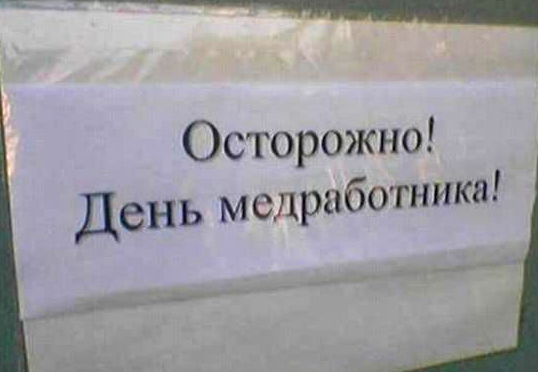 Осторожно!
День медработника!